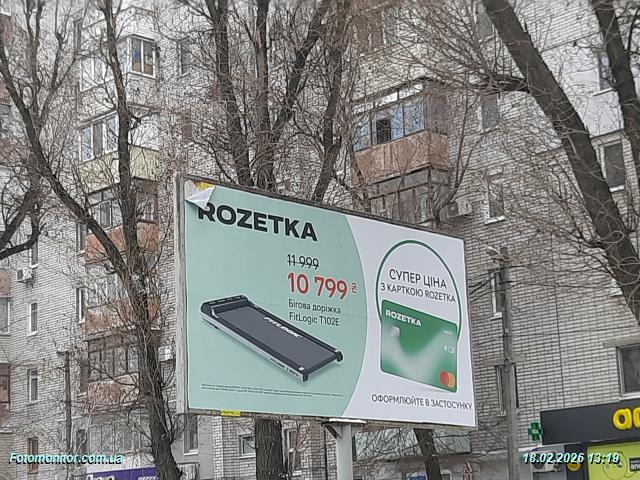 ROZETKA
11 999
10 799 ₴
Бігова доріжка
FitLogic T102E
СУПЕР ЦІНА
З КАРТКОЮ ROZETKA
ROZETKA
ОФОРМЛЮЙТЕ В ЗАСТОСУНКУ
FITLOGIC
Fotomonitor.com.ua
18.02.2026 13:19